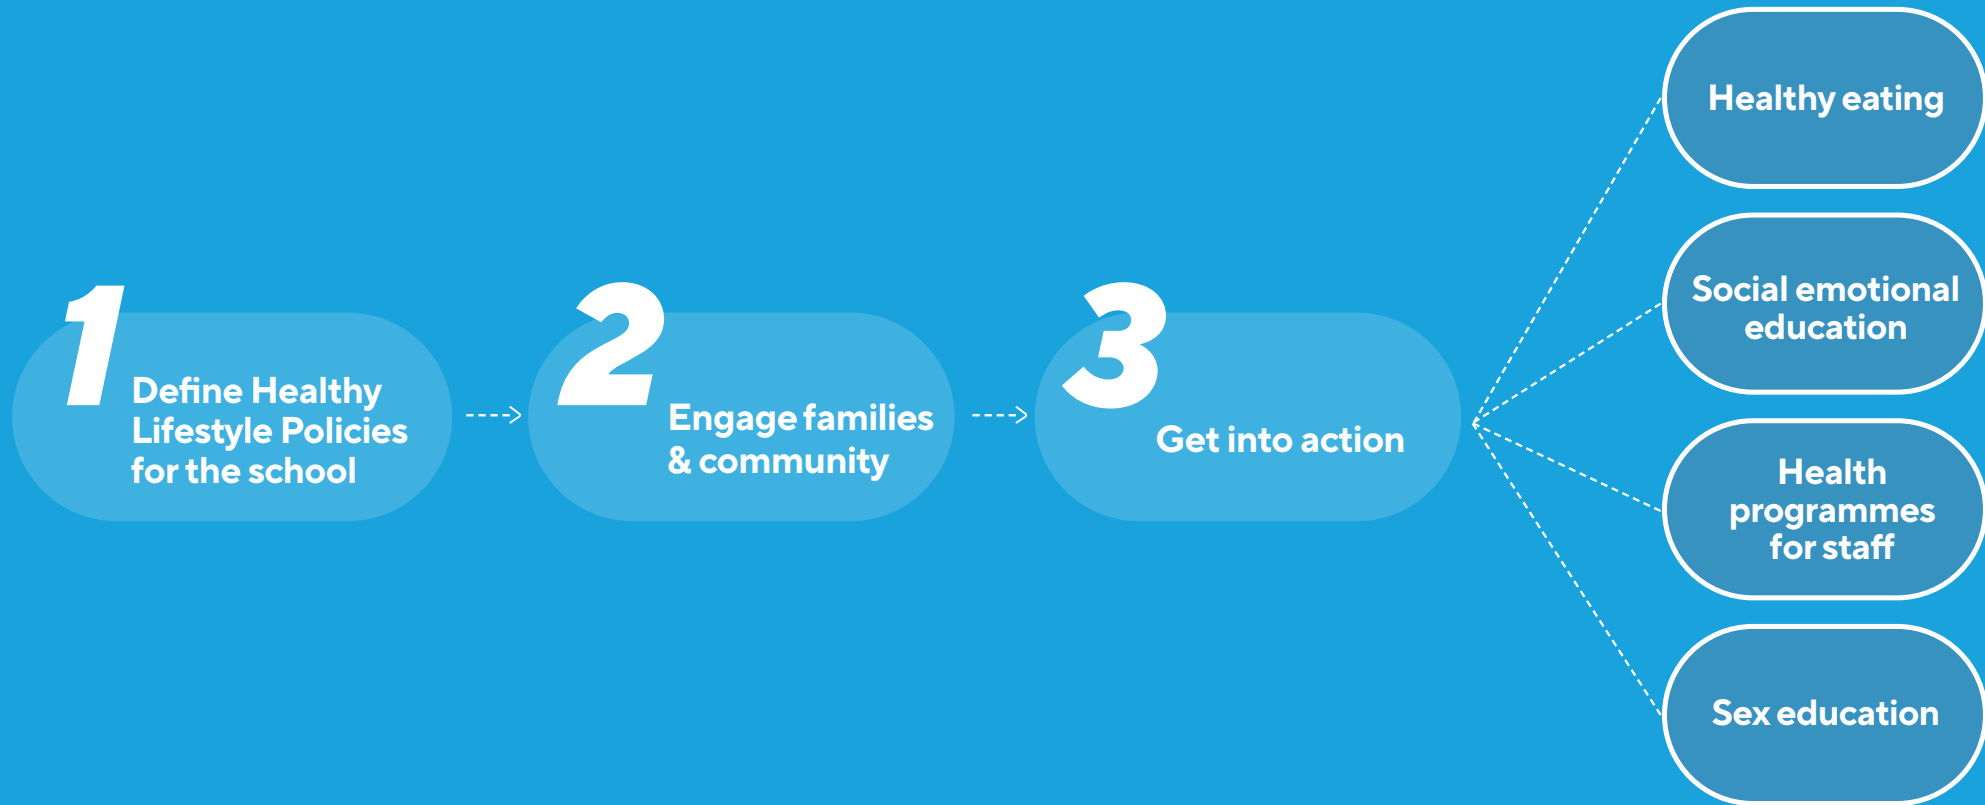 1
Define Healthy
Lifestyle Policies
for the school
2
Engage families
& community
3
Get into action
Healthy eating
Social emotional
education
Health
programmes
for staff
Sex education